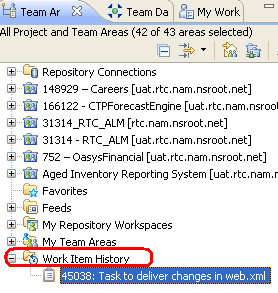 Team Ar
Team Da
My Work
All Project and Team Areas (42 of 43 areas selected)
Repository Connections
148929 – Careers [uat.rtc.nam.nsroot.net]
166122 - CTPForecastEngine [uat.rtc.nam.nsroot
31314_RTC_ALM [uat.rtc.nam.nsroot.net]
31314 - RTC_ALM [uat.rtc.nam.nsroot.net]
752 – OasysFinancial [uat.rtc.nam.nsroot.net]
Aged Inventory Reporting System [uat.rtc.nam.
Favorites
Feeds
My Repository Workspaces
My Team Areas
Work Item History
45038: Task to deliver changes in web.xml